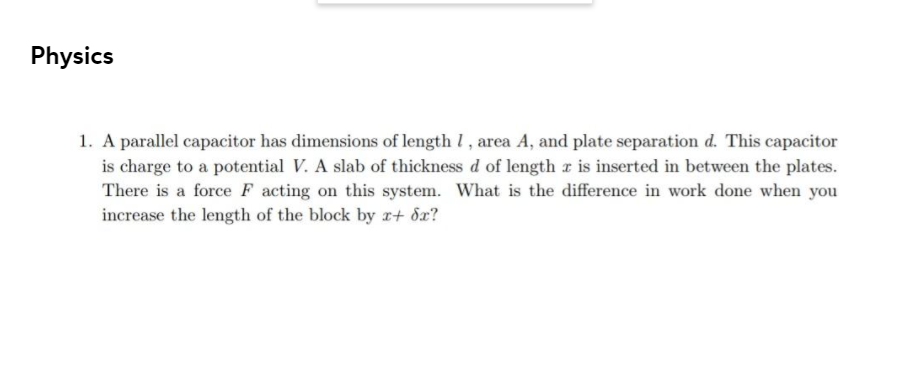 Physics
1. A parallel capacitor has dimensions of length l , area A, and plate separation d. This capacitor
is charge to a potential V. A slab of thickness d of length x is inserted in between the plates.
There is a force F acting on this system. What is the difference in work done when you
increase the length of the block by x+ δx?